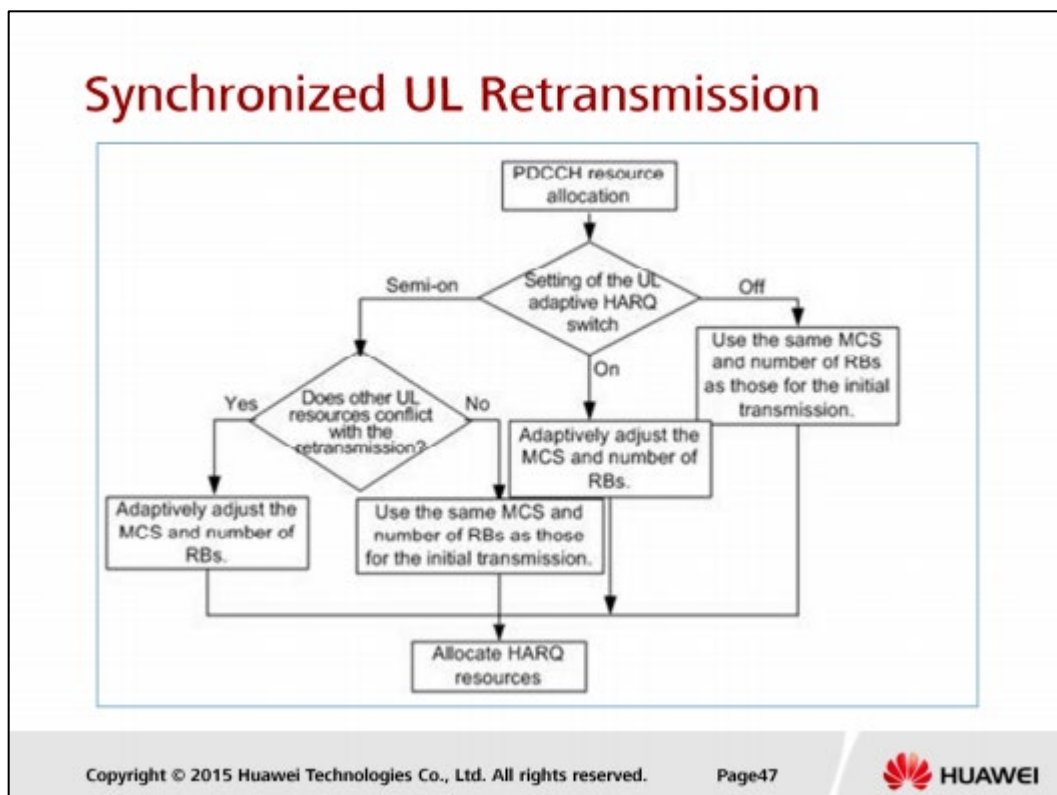 Synchronized UL Retransmission
PDCCH resource
allocation
Setting of the UL
adaptive HARQ
switch
Semi-on
Off
On
Use the same MCS
and number of RBs
as those for the initial
transmission.
Does other UL
resources conflict
with the
retransmission?
Yes
No
Adaptively adjust the
MCS and number of
RBs.
Adaptively adjust the
MCS and number of
RBs.
Use the same MCS and
number of RBs as those
for the initial transmission.
Allocate HARQ
resources
Copyright © 2015 Huawei Technologies Co., Ltd. All rights reserved.
Page47
HUAWEI